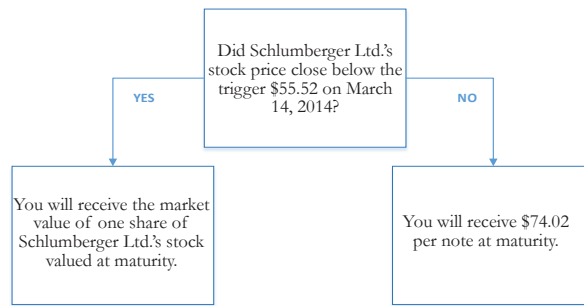 Did Schlumberger Ltd.'s
stock price close below the
trigger $55.52 on March
14, 2014?
YES
NO
You will receive the market
value of one share of
Schlumberger Ltd.'s stock
valued at maturity.
You will receive $74.02
per note at maturity.